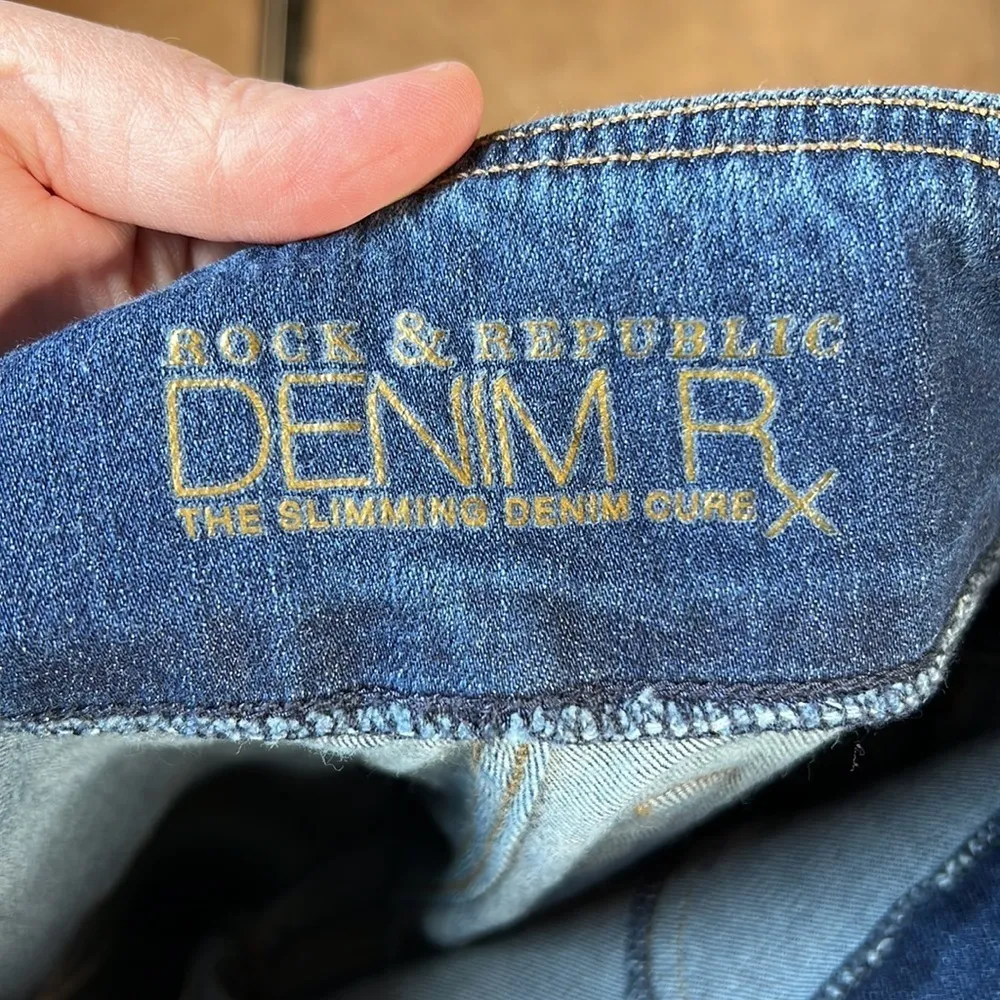 ROCK & REPUBLIC
DENIM Rx
THE SLIMMING DENIM CURE